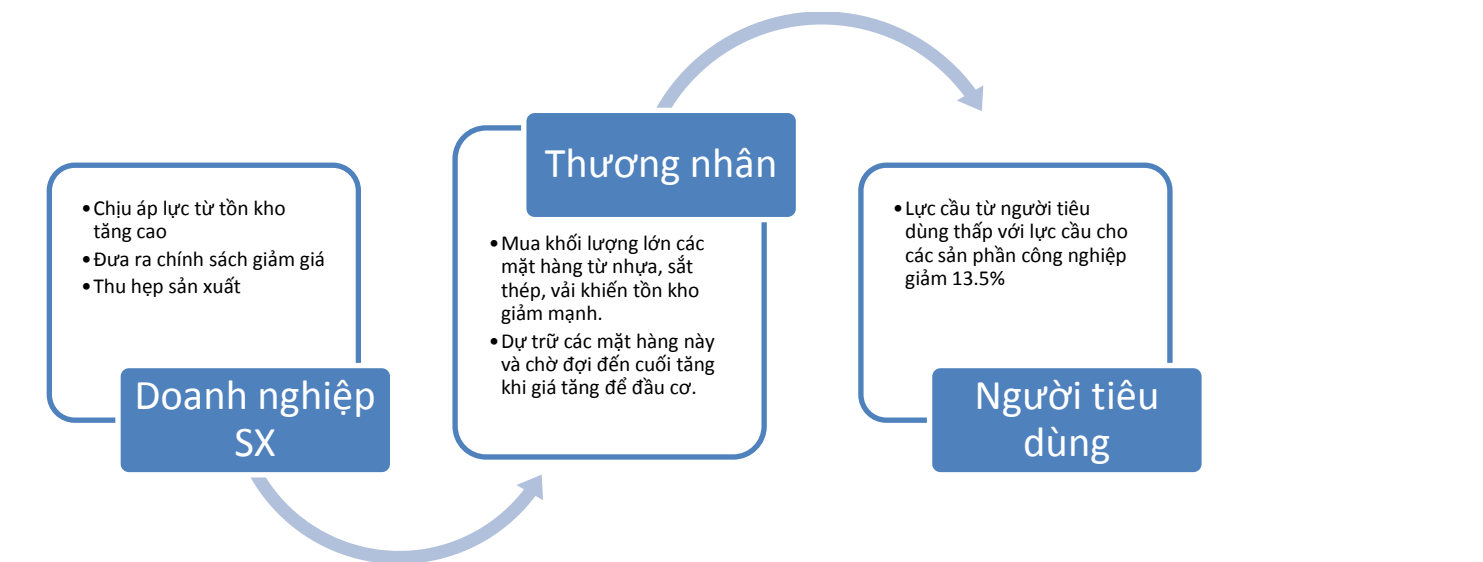 •Chịu áp lực từ tồn kho
tăng cao
•Đưa ra chính sách giảm giá
•Thu hẹp sản xuất
Doanh nghiệp
SX
Thương nhân
•Mua khối lượng lớn các
mặt hàng từ nhựa, sắt
thép, vải khiến tồn kho
giảm mạnh.
•Dự trữ các mặt hàng này
và chờ đợi đến cuối tăng
khi giá tăng để đầu cơ.
•Lực cầu từ người tiêu
dùng thấp với lực cầu cho
các sản phần công nghiệp
giảm 13.5%
Người tiêu
dùng